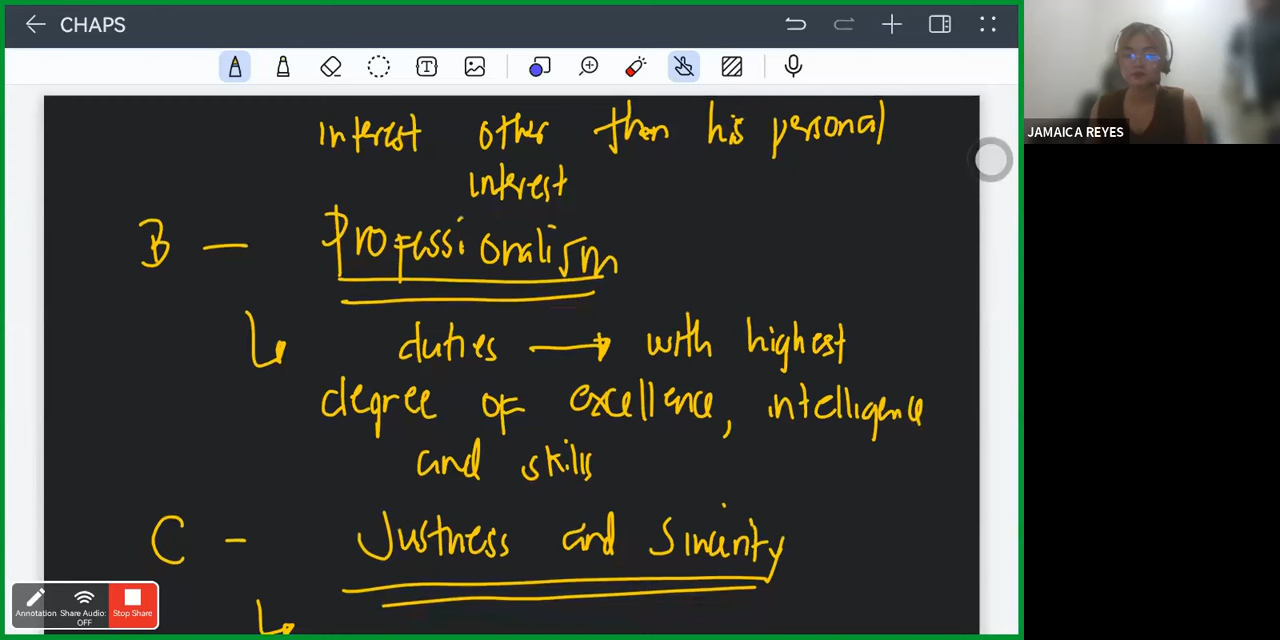 CHAPS
JAMAICA REYES
interest other then his personal
interest
B — Professionalism
duties → with highest
degree of excellence, intelligence
and skills
C - Justness and Sincerity
Annotation
Share Audio: OFF
Stop Share